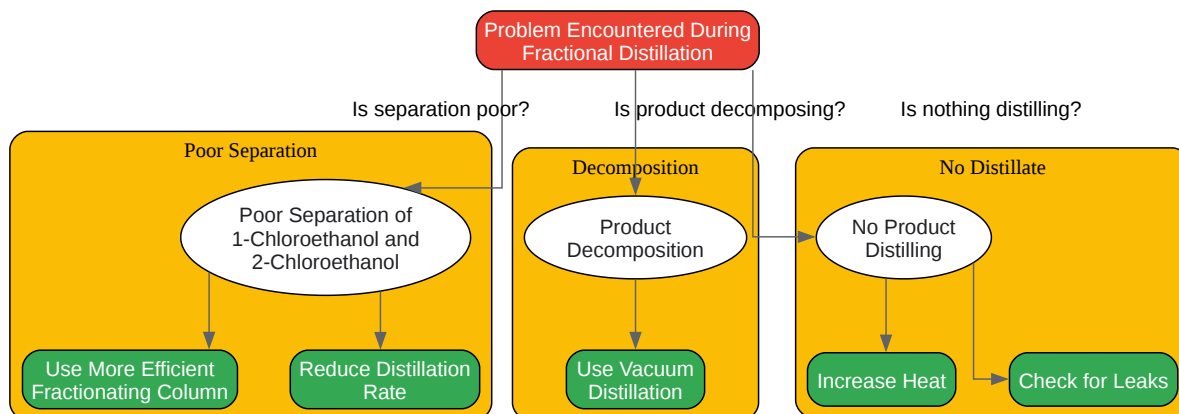 Problem Encountered During
Fractional Distillation
Is separation poor?
Is product decomposing?
Is nothing distilling?
Poor Separation
Poor Separation of
1-Chloroethanol and
2-Chloroethanol
Use More Efficient
Fractionating Column
Reduce Distillation
Rate
Decomposition
Product
Decomposition
Use Vacuum
Distillation
No Distillate
No Product
Distilling
Increase Heat
Check for Leaks